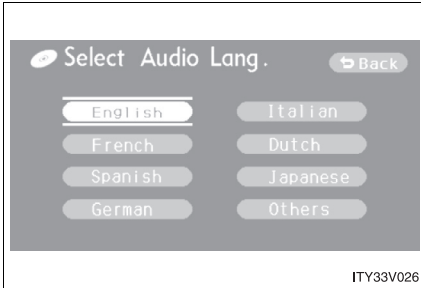 Select Audio Lang.
Back
English
Italian
French
Dutch
Spanish
Japanese
German
Others
ITY33V026